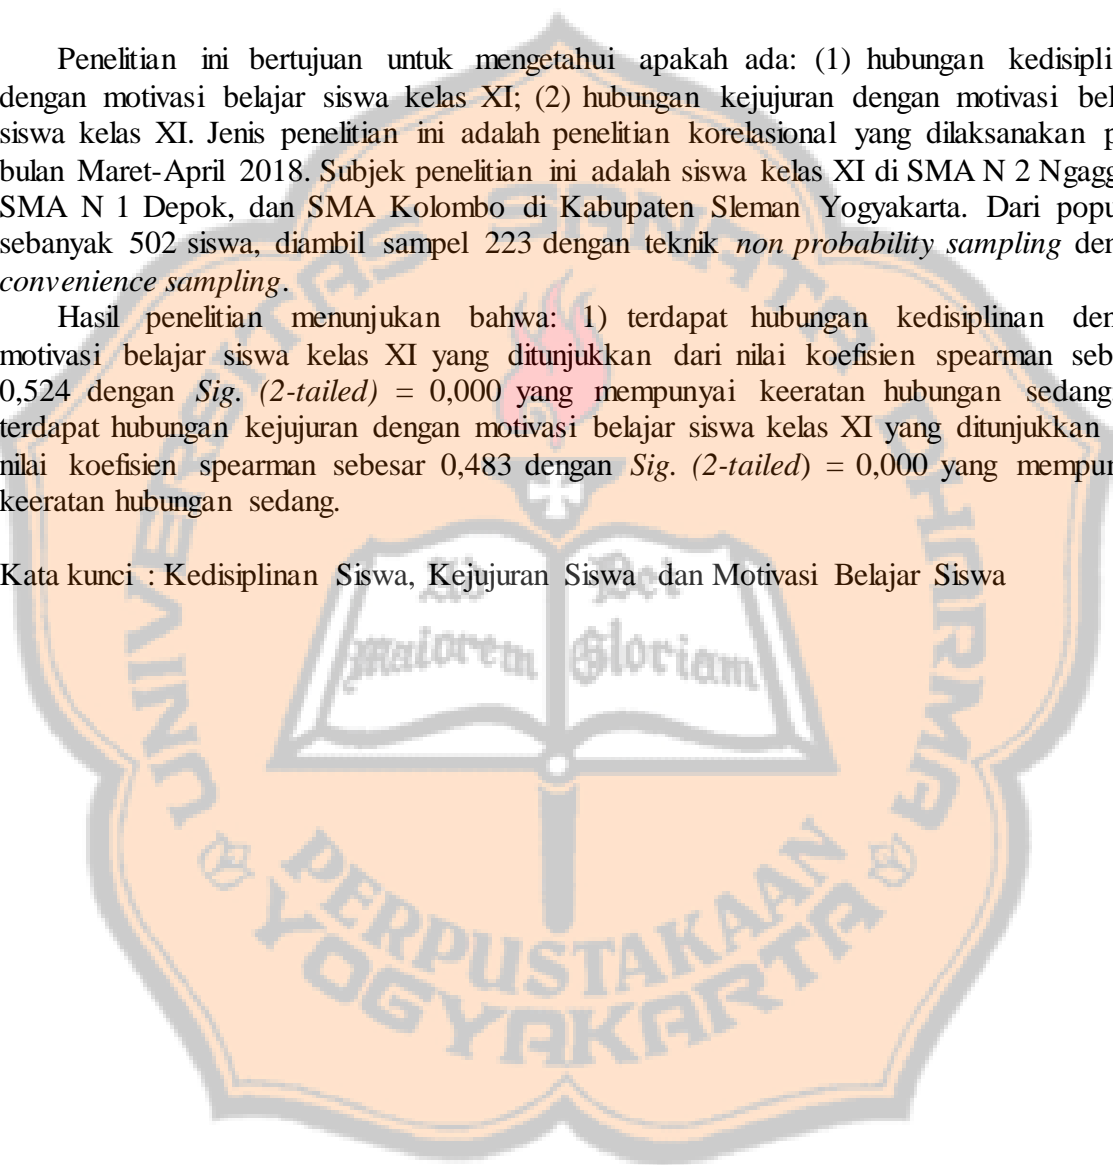 Penelitian ini bertujuan untuk mengetahui apakah ada: (1) hubungan kedisipli
dengan motivasi belajar siswa kelas XI; (2) hubungan kejujuran dengan motivasi bel
siswa kelas XI. Jenis penelitian ini adalah penelitian korelasional yang dilaksanakan p
bulan Maret-April 2018. Subjek penelitian ini adalah siswa kelas XI di SMA N 2 Ngagg
SMA N 1 Depok, dan SMA Kolombo di Kabupaten Sleman Yogyakarta. Dari popu
sebanyak 502 siswa, diambil sampel 223 dengan teknik non probability sampling den
convenience sampling.
Hasil penelitian menunjukan bahwa: 1) terdapat hubungan kedisiplinan den
motivasi belajar siswa kelas XI yang ditunjukkan dari nilai koefisien spearman seb
0,524 dengan Sig. (2-tailed) = 0,000 yang mempunyai keeratan hubungan sedang
terdapat hubungan kejujuran dengan motivasi belajar siswa kelas XI yang ditunjukkan
nilai koefisien spearman sebesar 0,483 dengan Sig. (2-tailed) = 0,000 yang mempun
keeratan hubungan sedang.
Kata kunci : Kedisiplinan Siswa, Kejujuran Siswa dan Motivasi Belajar Siswa
UNIVERSITAS SANATA DHARMA
Ad Dei
maiorem Gloriam
PERPUSTAKAAN
YOGYAKARTA